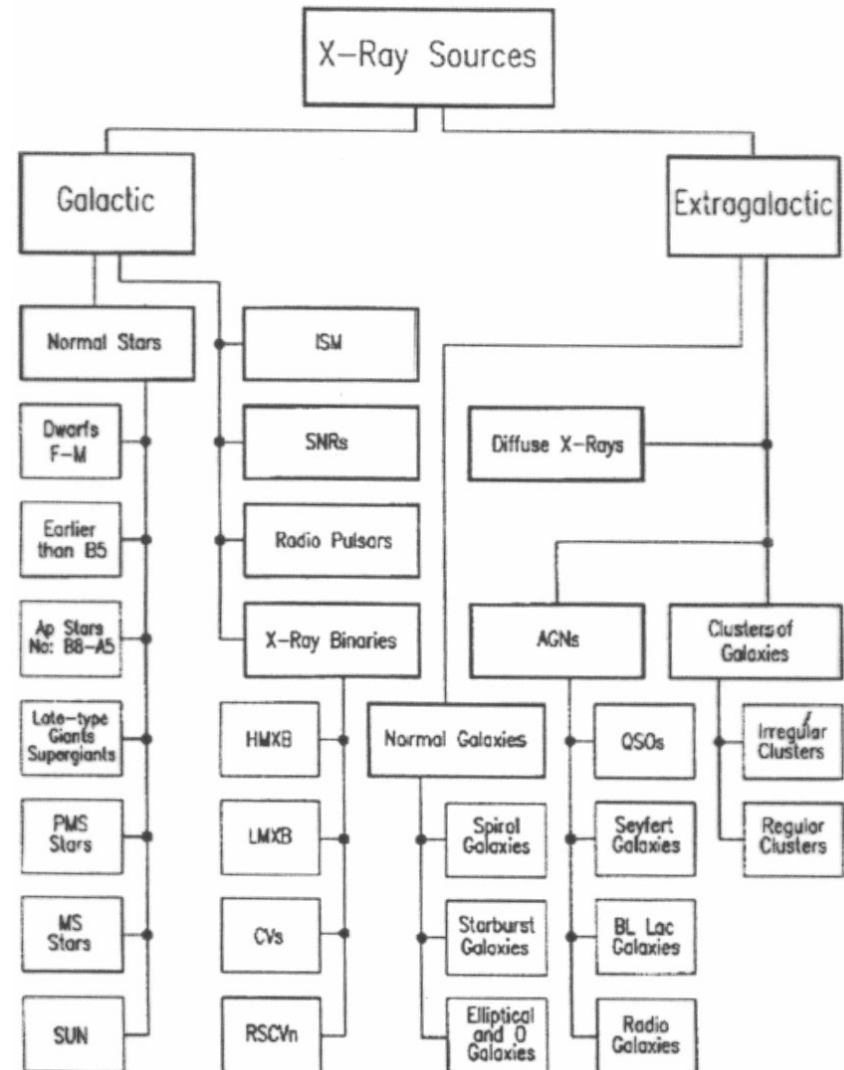 X-Ray Sources
Galactic
Extragalactic
Normal Stars
ISM
Dwarfs
F-M
SNRs
Diffuse X-Rays
Earlier
than B5
Radio Pulsars
Ap Stars
No: B8-A5
X-Ray Binaries
AGNs
Clusters of
Galaxies
Late-type
Giants
Supergiants
HMXB
Normal Galaxies
QSOs
Irregular
Clusters
PMS
Stars
LMXB
Spiral
Galaxies
Seyfert
Galaxies
Regular
Clusters
MS
Stars
CVs
Starburst
Galaxies
BL Lac
Galaxies
SUN
RSCVn
Elliptical
and O
Galaxies
Radio
Galaxies